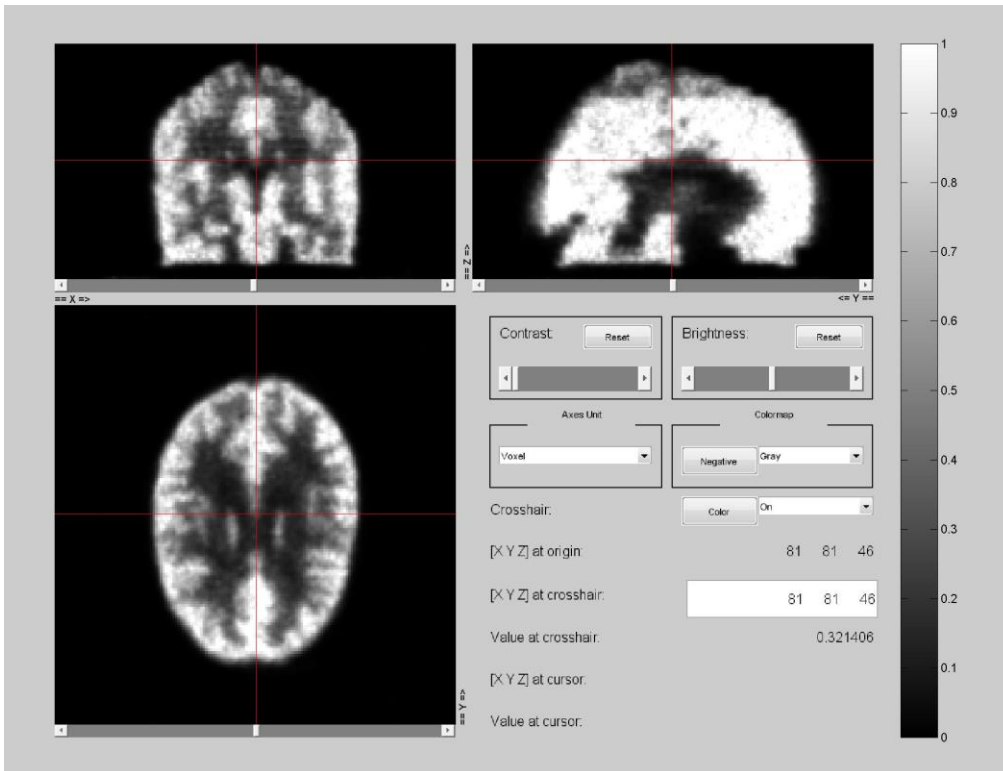 == X =>
== Z =>
<= Y ==
== Y =>
Contrast:
Reset
Brightness:
Reset
Axes Unit
Voxel
Colormap
Negative
Gray
Crosshair:
Color
On
[X Y Z] at origin:
81 81 46
[X Y Z] at crosshair:
81 81 46
Value at crosshair:
0.321406
[X Y Z] at cursor:
Value at cursor:
1
0.9
0.8
0.7
0.6
0.5
0.4
0.3
0.2
0.1
0